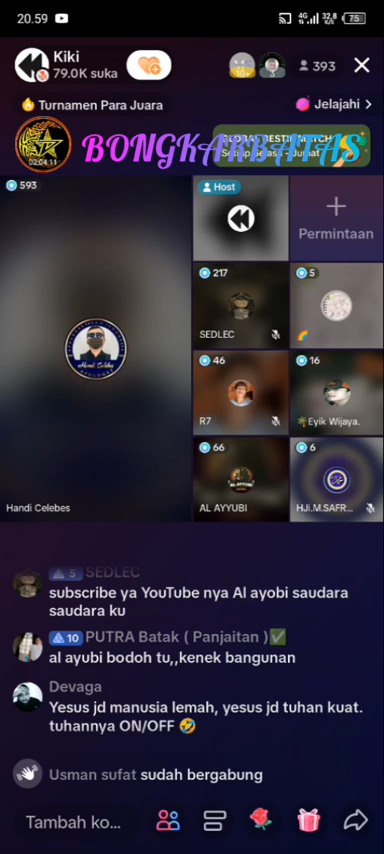 20.59
4G
32,8 K/s
75
Kiki
79.0K suka
10+
393
Turnamen Para Juara
Jelajahi
BONGKARBATAS
02:04:11
593
Host
Permintaan
217
SEDLEC
5
46
R7
16
Eyik Wijaya.
66
AL AYYUBI
6
HJi.M.SAFR...
Handi Celebes
5 SEDLEC
subscribe ya YouTube nya Al ayobi saudara
saudara ku
10 PUTRA Batak ( Panjaitan )✅
al ayubi bodoh tu,,kenek bangunan
Devaga
Yesus jd manusia lemah, yesus jd tuhan kuat.
tuhannya ON/OFF 🤣
Usman sufat sudah bergabung
Tambah ko...